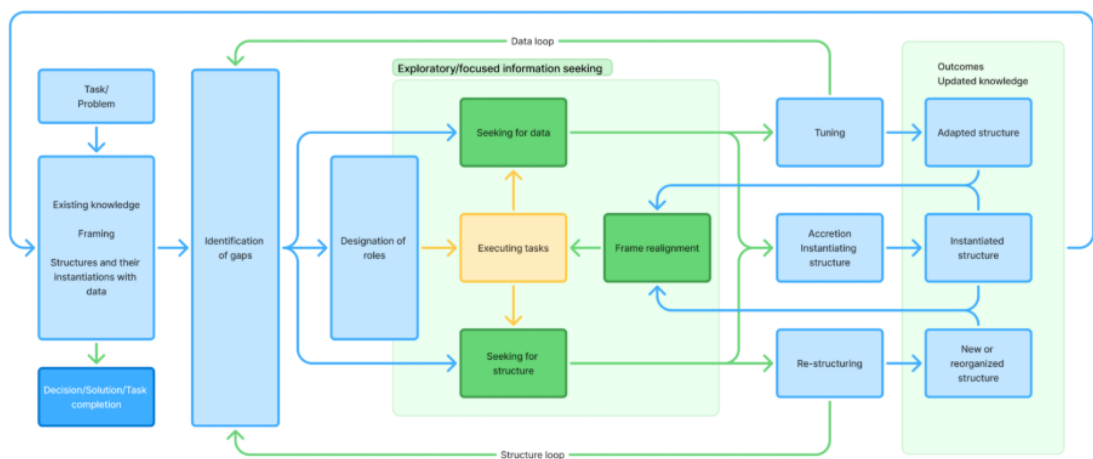 Data loop
Exploratory/focused information seeking
Outcomes
Updated knowledge
Task/
Problem
Seeking for data
Tuning
Adapted structure
Existing knowledge
Framing
Structures and their
instantiations with
data
Identification
of gaps
Designation of
roles
Executing tasks
Frame realignment
Accretion
Instantiating
structure
Instantiated
structure
Seeking for
structure
Re-structuring
New or
reorganized
structure
Decision/Solution/Task
completion
Structure loop